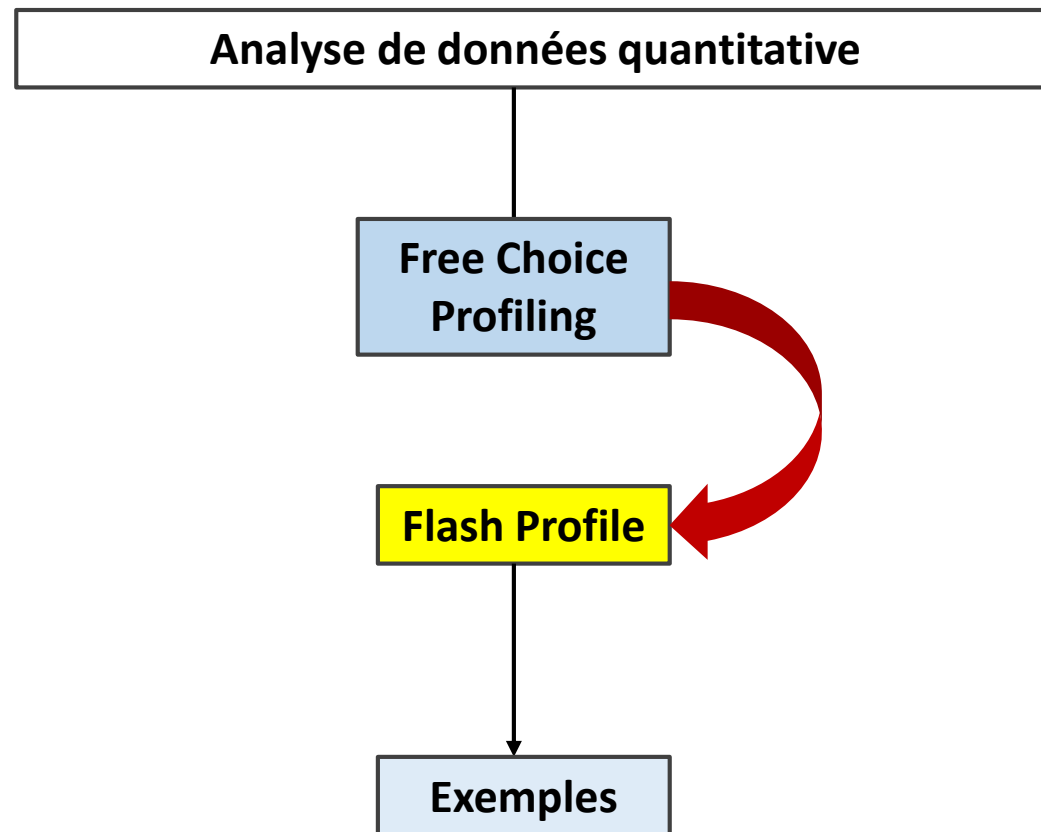 Analyse de données quantitative
Free Choice
Profiling
Flash Profile
Exemples